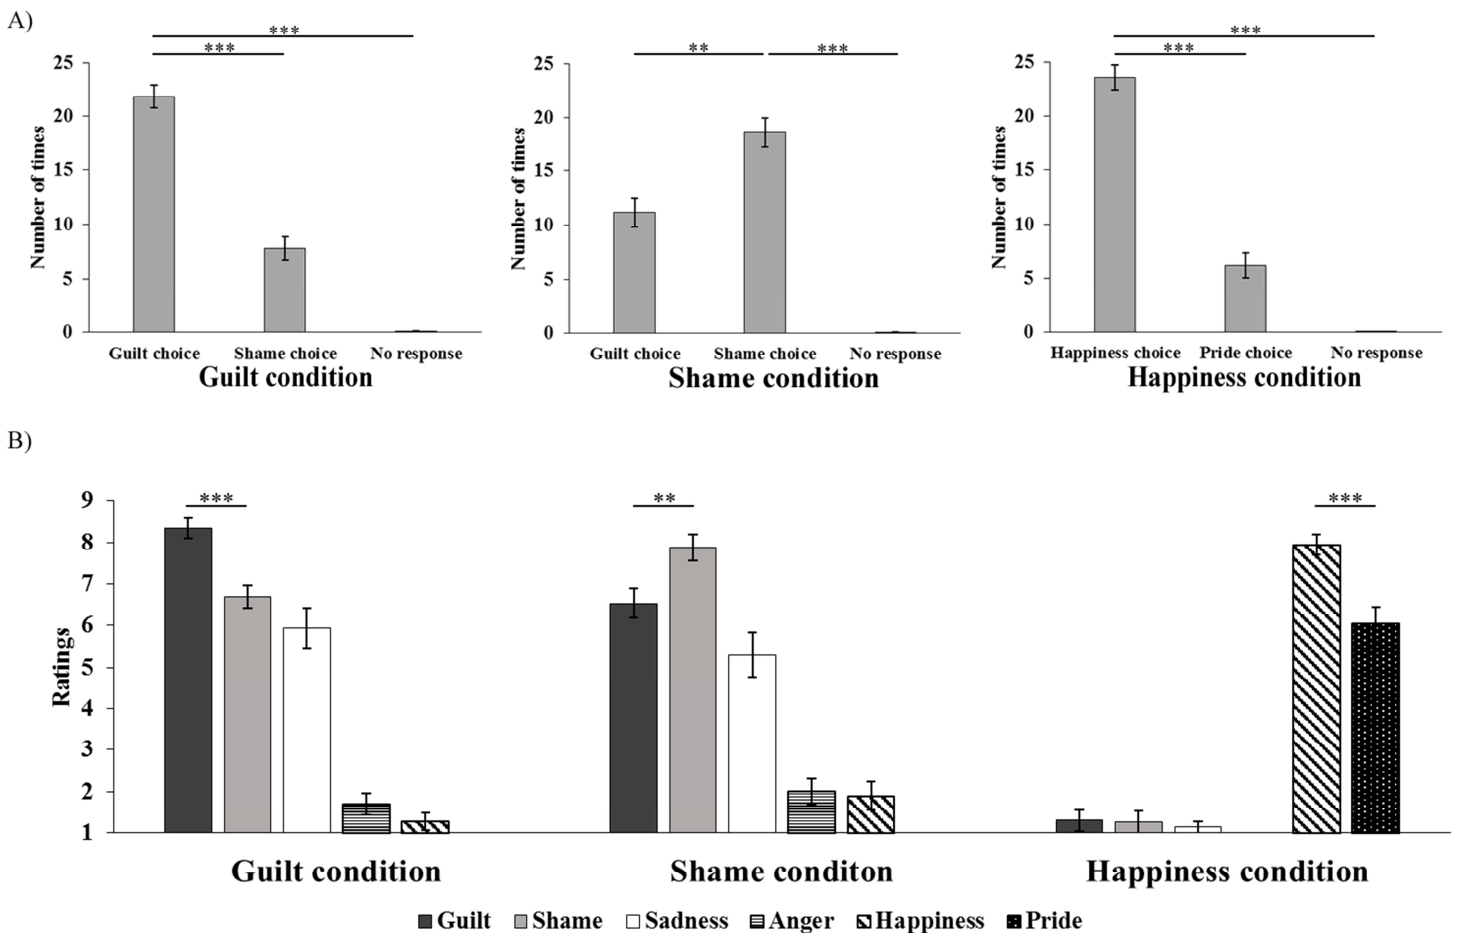 A)
***
***
25
20
15
10
5
0
Number of times
Guilt choice Shame choice No response
Guilt condition
** ***
25
20
15
10
5
0
Number of times
Guilt choice Shame choice No response
Shame condition
***
***
25
20
15
10
5
0
Number of times
Happiness choice Pride choice No response
Happiness condition
B)
9
8
7
6
5
4
3
2
1
Ratings
*** ** ***
Guilt condition Shame conditon Happiness condition
Guilt Shame Sadness Anger Happiness Pride